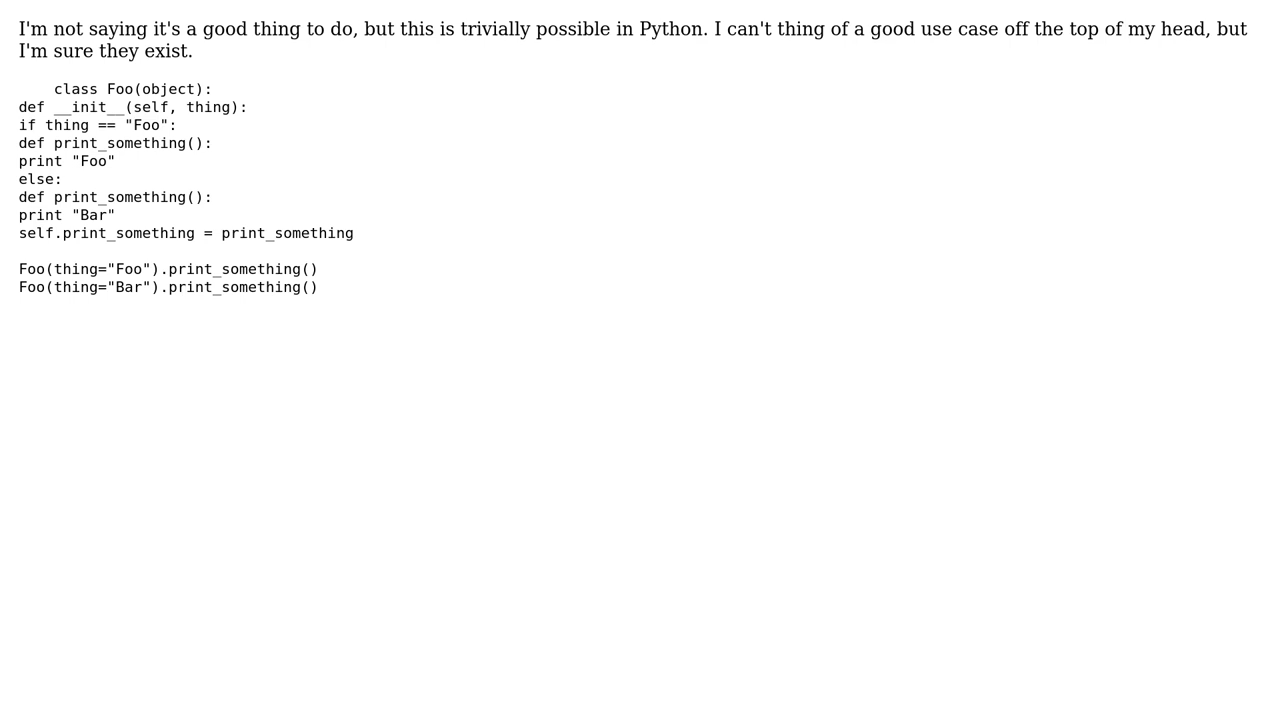 I'm not saying it's a good thing to do, but this is trivially possible in Python. I can't thing of a good use case off the top of my head, but
I'm sure they exist.
    class Foo(object):
def __init__(self, thing):
if thing == "Foo":
def print_something():
print "Foo"
else:
def print_something():
print "Bar"
self.print_something = print_something

Foo(thing="Foo").print_something()
Foo(thing="Bar").print_something()